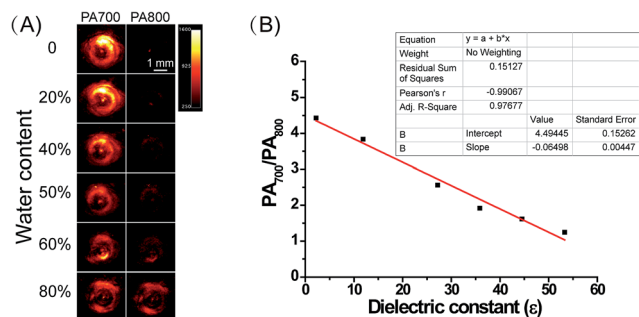 (A)
PA700 PA800
0
20%
40%
50%
60%
80%
Water content
1 mm
250
(B)
Equation y = a + b*x
Weight No Weighting
Residual Sum of Squares 0.15127
Pearson's r -0.99067
Adj. R-Square 0.97677
Value Standard Error
B Intercept 4.49445 0.15262
B Slope -0.06498 0.00447
PA700/PA800
6
5
4
3
2
1
0
0 10 20 30 40 50 60
Dielectric constant (ε)